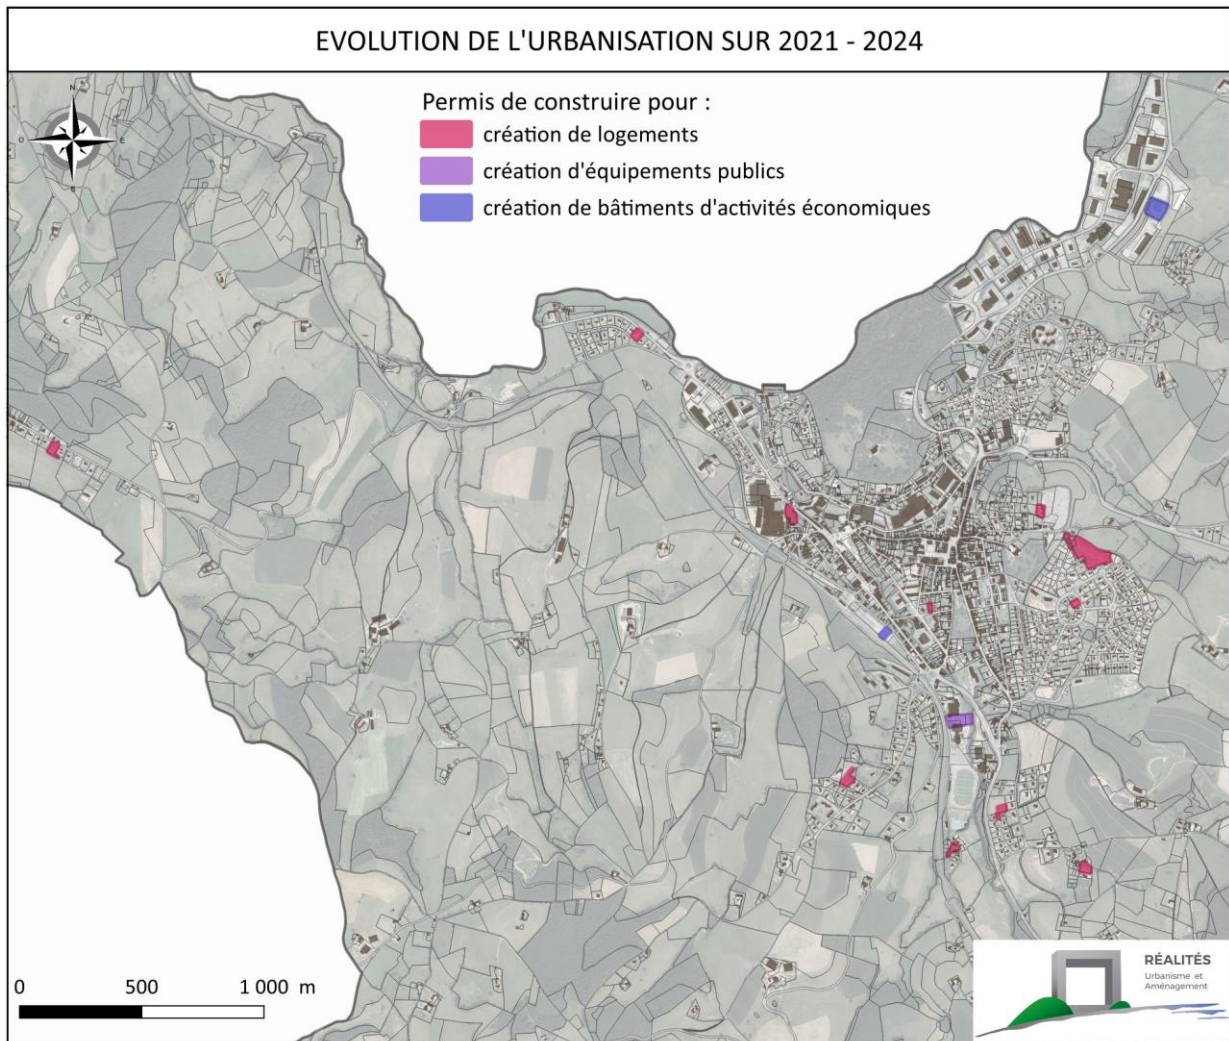 EVOLUTION DE L'URBANISATION SUR 2021 - 2024
Permis de construire pour :
création de logements
création d'équipements publics
création de bâtiments d'activités économiques
N
O
E
S
0 500 1 000 m
RÉALITÉS
Urbanisme et
Aménagement